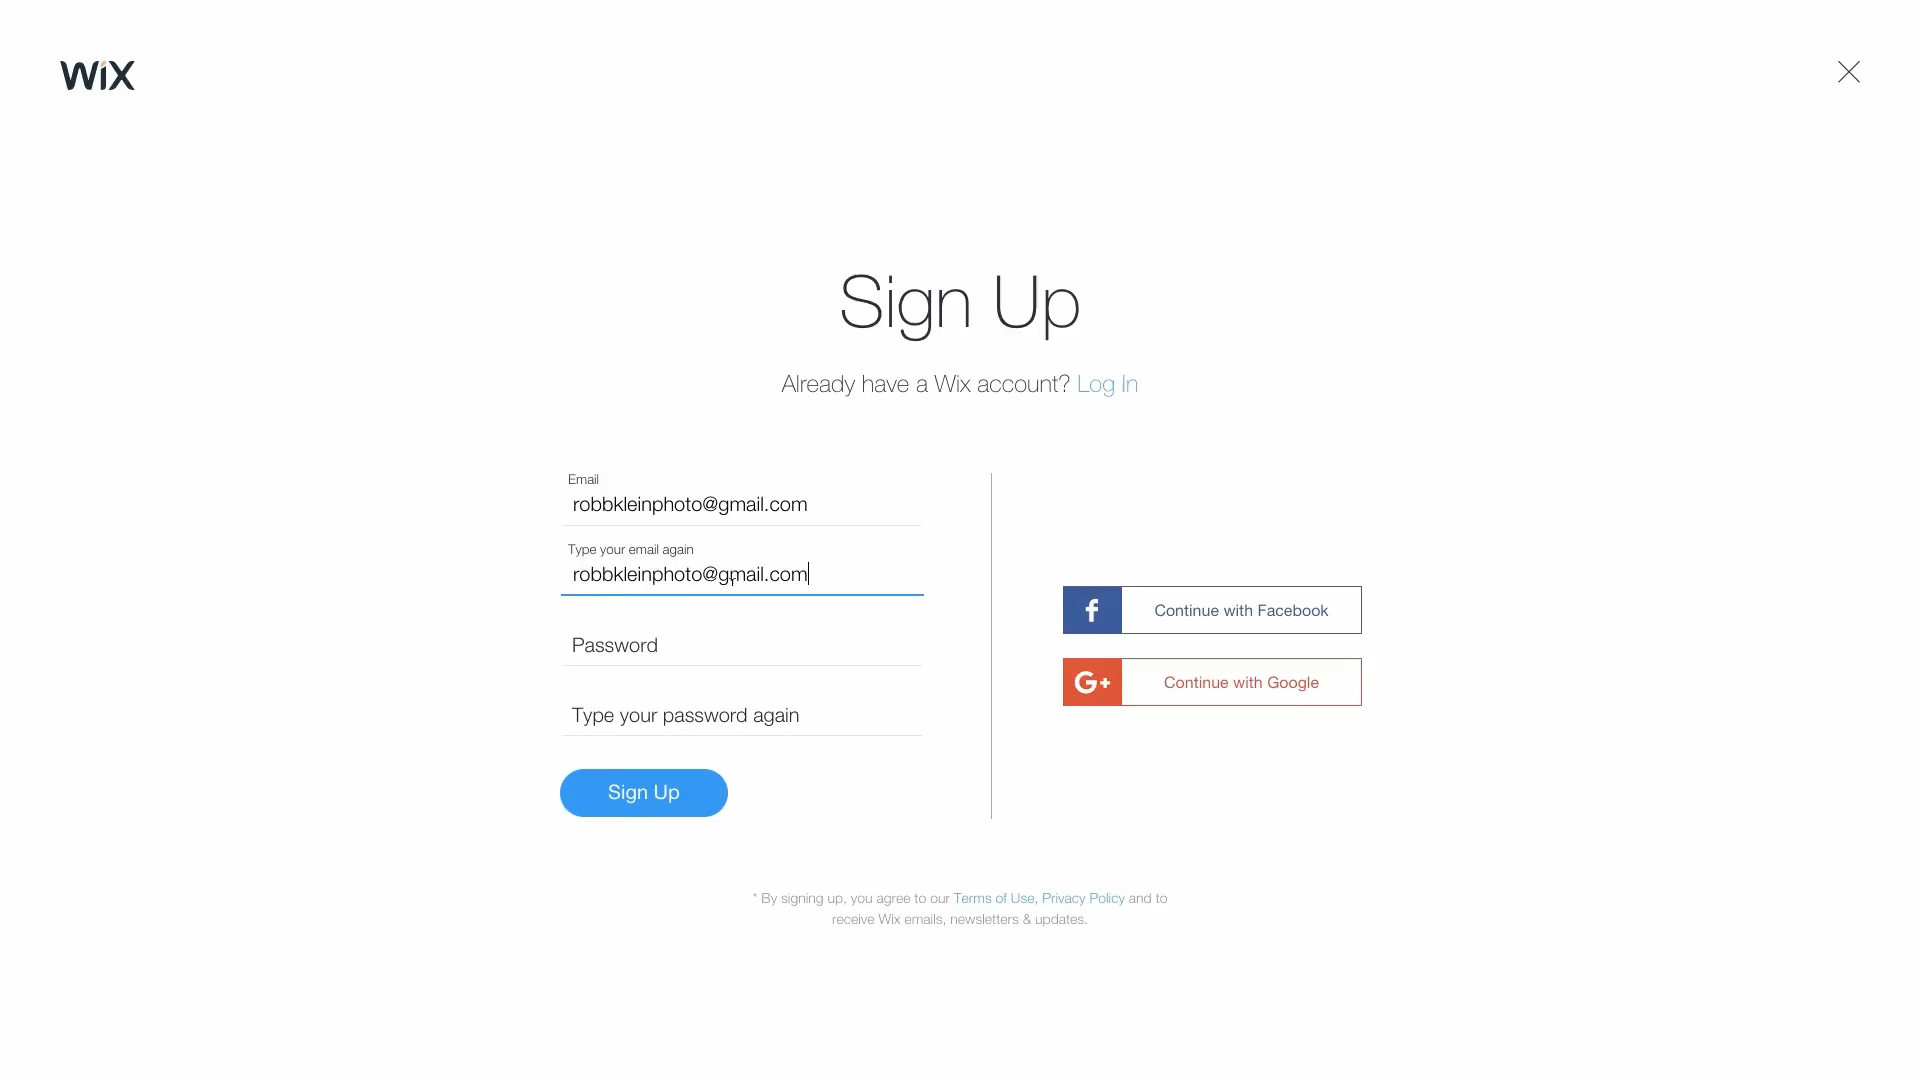 WiX
Sign Up
Already have a Wix account? Log In
Email
robbkleinphoto@gmail.com
Type your email again
robbkleinphoto@gmail.com
Password
Type your password again
Sign Up
f Continue with Facebook
G+ Continue with Google
* By signing up, you agree to our Terms of Use, Privacy Policy and to
receive Wix emails, newsletters & updates.